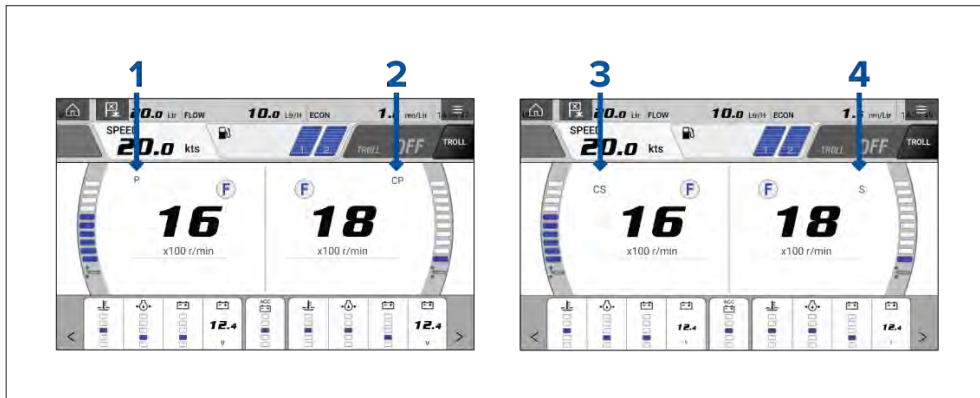 1 2 3 4
20.0 Ltr FLOW 10.0 Ltr/H ECON
SPEED
20.0 kts
1 2
TROLL OFF
TROLL
P
CP
F
F
16
18
x100 r/min
x100 r/min
ACC
12.4
12.4
V
V
<
>
20.0 Ltr FLOW 10.0 Ltr/H ECON
SPEED
20.0 kts
1 2
TROLL OFF
TROLL
CS
S
F
F
16
18
x100 r/min
x100 r/min
ACC
12.4
12.4
<
>